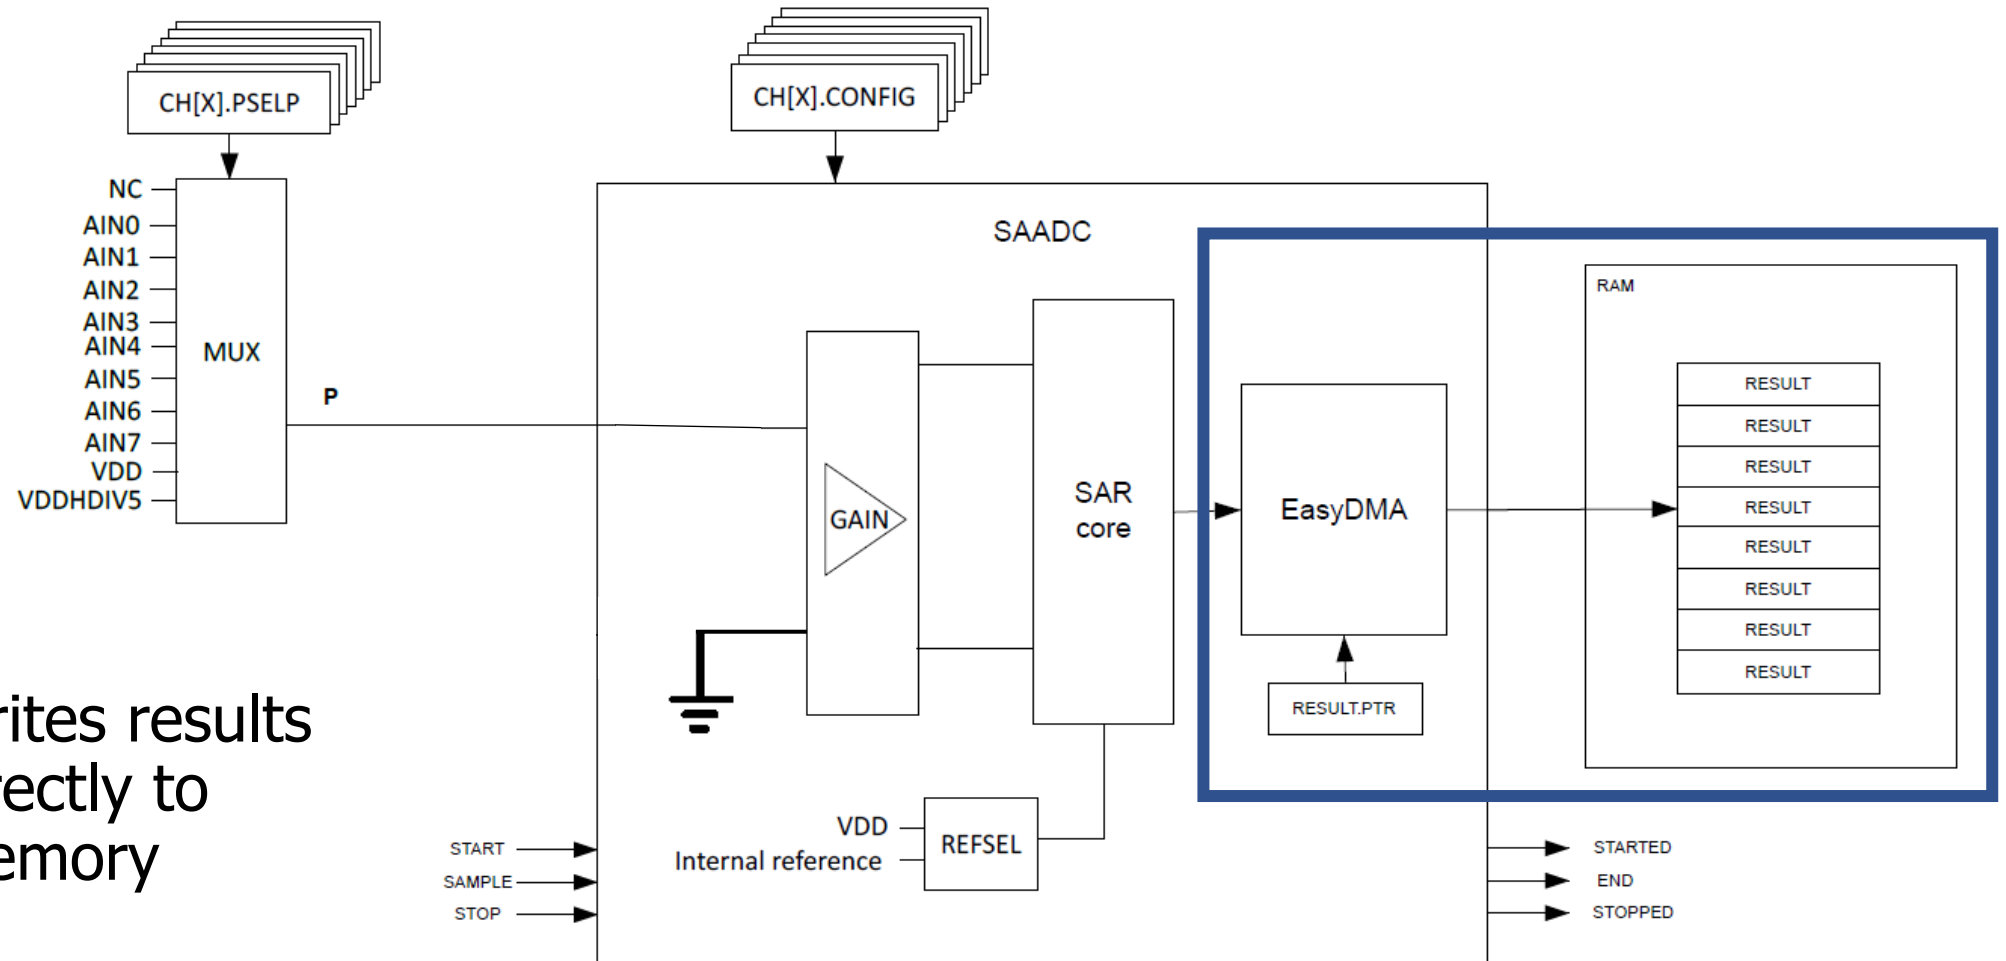 CH[X].PSELP
CH[X].CONFIG
NC
AIN0
AIN1
AIN2
AIN3
AIN4
AIN5
AIN6
AIN7
VDD
VDDHDIV5
MUX
P
SAADC
GAIN
SAR
core
EasyDMA
RESULT.PTR
RAM
RESULT
RESULT
RESULT
RESULT
RESULT
RESULT
RESULT
RESULT
rites results
rectly to
emory
VDD
Internal reference
REFSEL
START
SAMPLE
STOP
STARTED
END
STOPPED